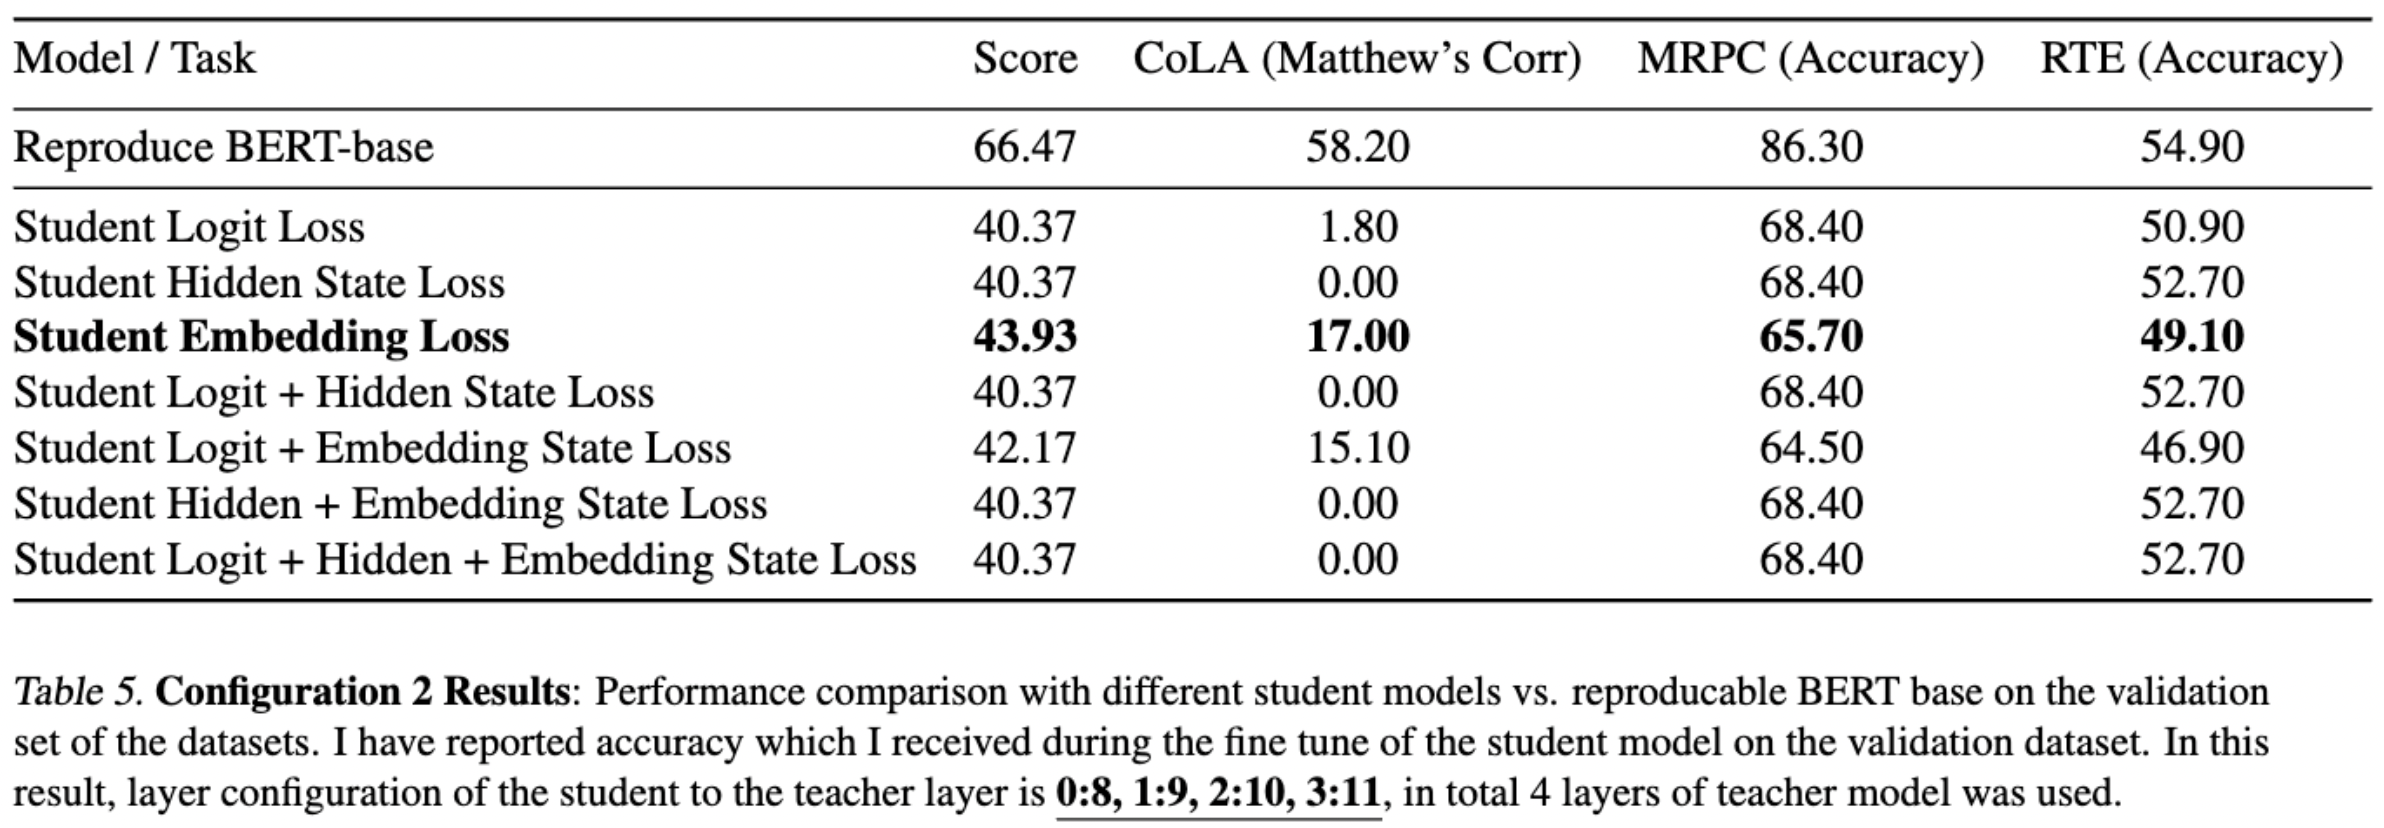 Model / Task Score CoLA (Matthew's Corr) MRPC (Accuracy) RTE (Accuracy)
Reproduce BERT-base 66.47 58.20 86.30 54.90
Student Logit Loss 40.37 1.80 68.40 50.90
Student Hidden State Loss 40.37 0.00 68.40 52.70
Student Embedding Loss 43.93 17.00 65.70 49.10
Student Logit + Hidden State Loss 40.37 0.00 68.40 52.70
Student Logit + Embedding State Loss 42.17 15.10 64.50 46.90
Student Hidden + Embedding State Loss 40.37 0.00 68.40 52.70
Student Logit + Hidden + Embedding State Loss 40.37 0.00 68.40 52.70
Table 5. Configuration 2 Results: Performance comparison with different student models vs. reproducable BERT base on the validation
set of the datasets. I have reported accuracy which I received during the fine tune of the student model on the validation dataset. In this
result, layer configuration of the student to the teacher layer is 0:8, 1:9, 2:10, 3:11, in total 4 layers of teacher model was used.